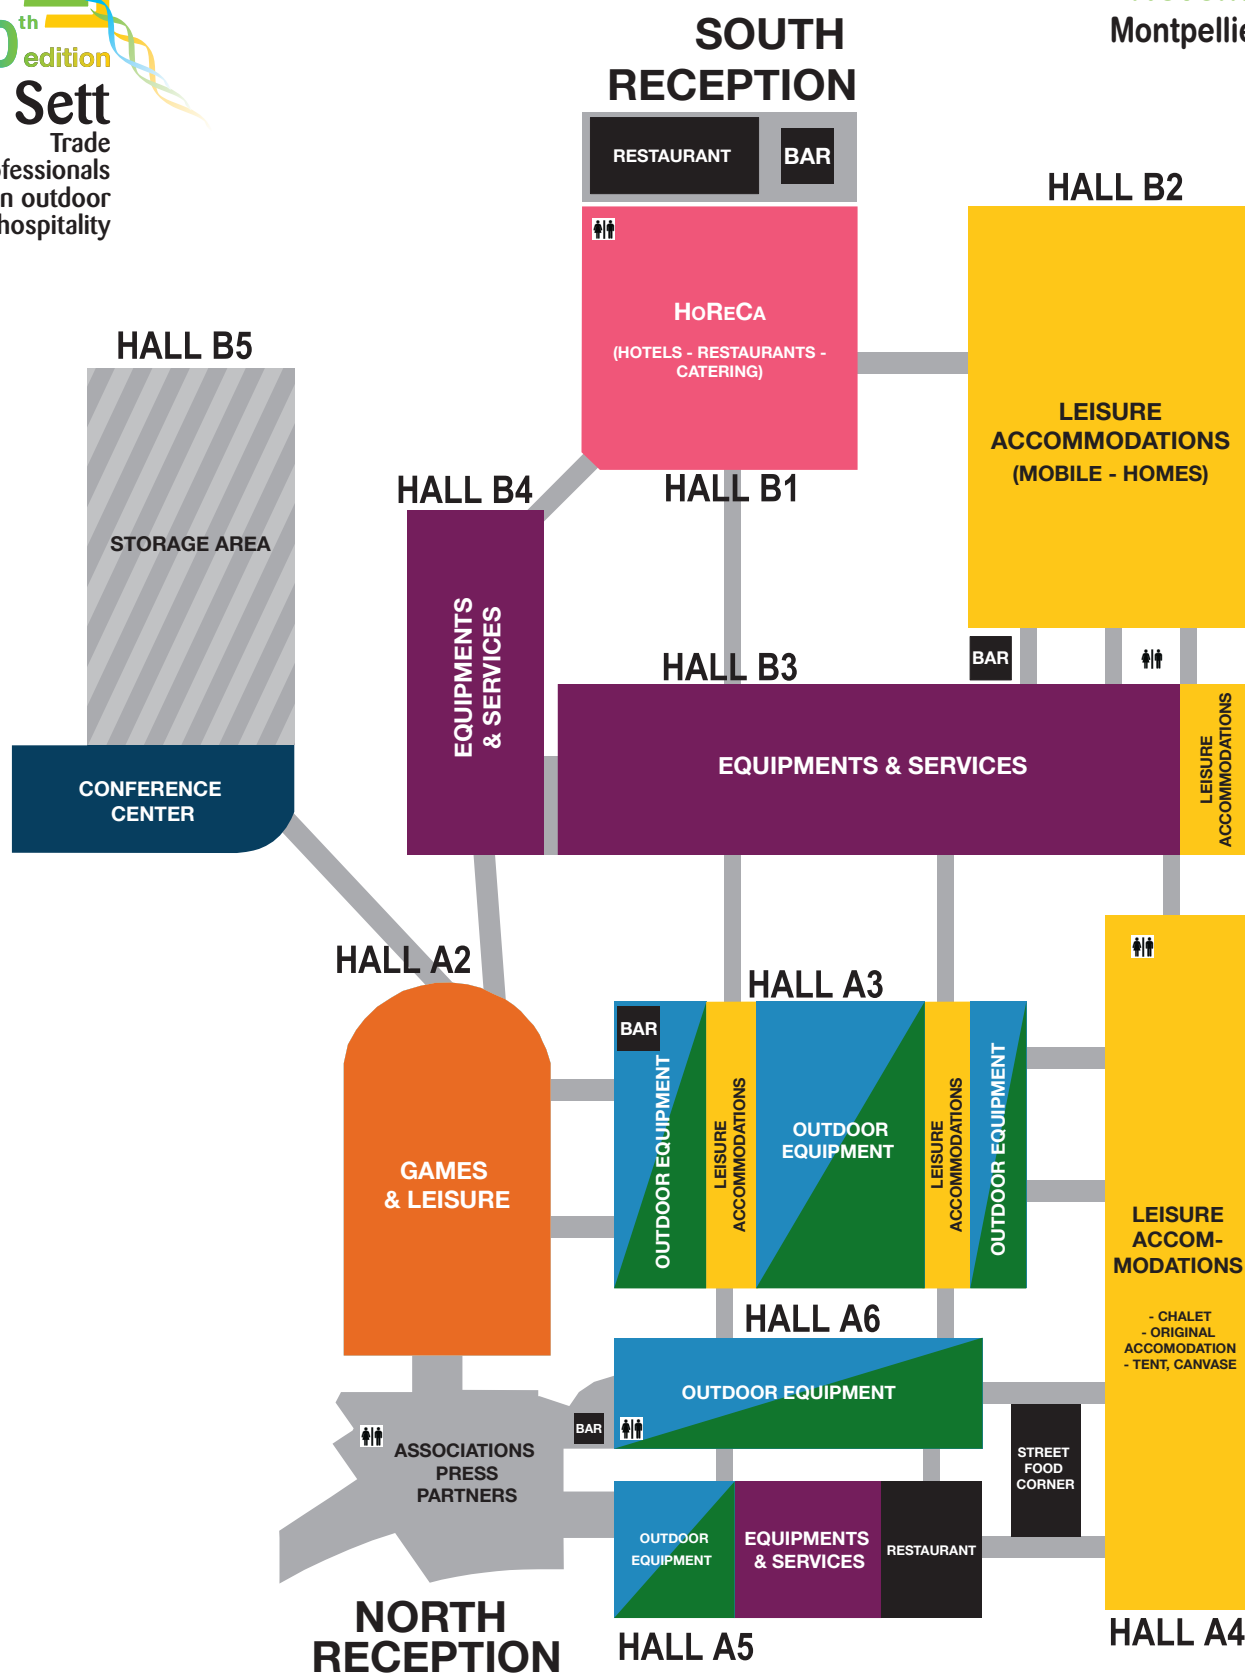 th
edition
Sett
Trade
hospitality
n outdoor
Montpellie
SOUTH
RECEPTION
RESTAURANT
BAR
HALL B2
HORECA
(HOTELS - RESTAURANTS -
CATERING)
LEISURE
ACCOMMODATIONS
(MOBILE - HOMES)
HALL B5
STORAGE AREA
CONFERENCE
CENTER
HALL B4
HALL B1
EQUIPMENTS
& SERVICES
HALL B3
BAR
EQUIPMENTS & SERVICES
LEISURE
ACCOMMODATIONS
HALL A2
GAMES
& LEISURE
HALL A3
BAR
OUTDOOR EQUIPMENT
LEISURE
ACCOMMODATIONS
OUTDOOR
EQUIPMENT
LEISURE
ACCOMMODATIONS
OUTDOOR EQUIPMENT
LEISURE
ACCOM-
MODATIONS
- CHALET
- ORIGINAL
ACCOMODATION
- TENT, CANVASE
HALL A6
OUTDOOR EQUIPMENT
BAR
ASSOCIATIONS
PRESS
PARTNERS
STREET
FOOD
CORNER
OUTDOOR
EQUIPMENT
EQUIPMENTS
& SERVICES
RESTAURANT
NORTH
RECEPTION
HALL A5
HALL A4